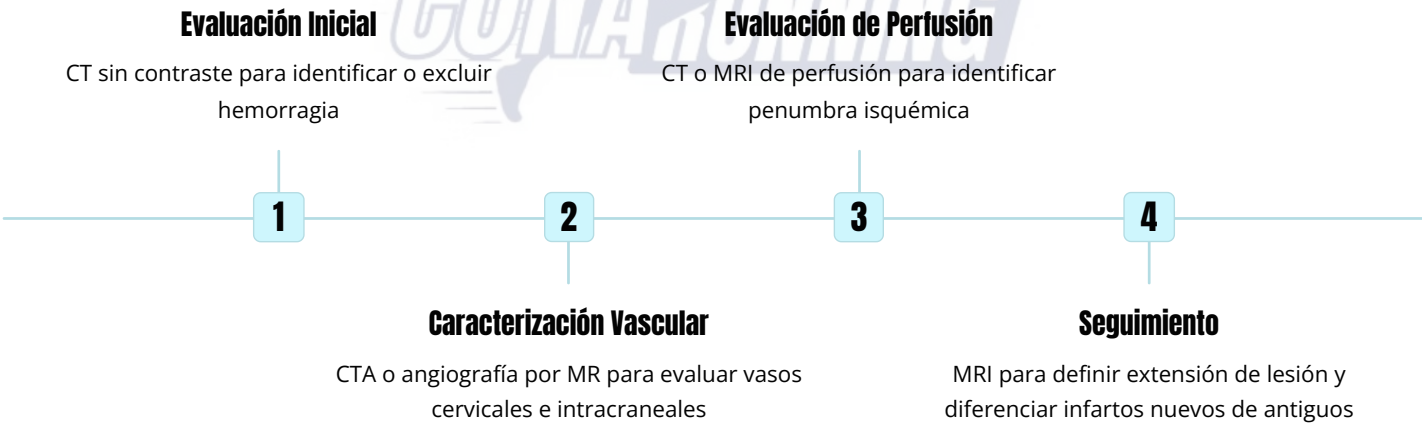 Evaluación Inicial
CT sin contraste para identificar o excluir
hemorragia
1
2
Caracterización Vascular
CTA o angiografía por MR para evaluar vasos
cervicales e intracraneales
Evaluación de Perfusión
CT o MRI de perfusión para identificar
penumbra isquémica
3
4
Seguimiento
MRI para definir extensión de lesión y
diferenciar infartos nuevos de antiguos